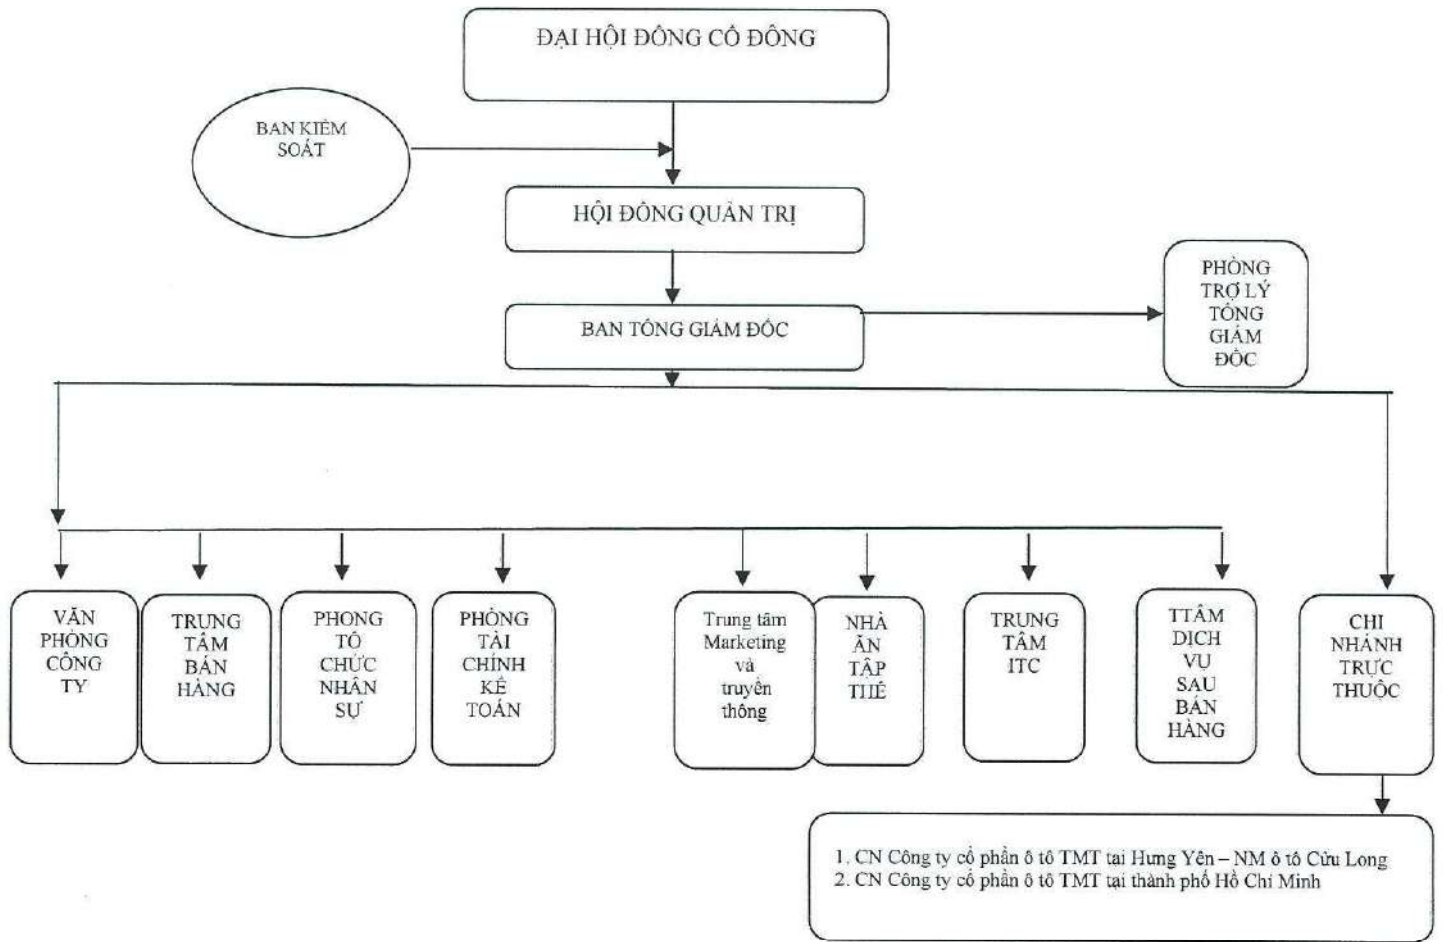 ĐẠI HỘI ĐỒNG CỔ ĐÔNG
BAN KIỂM
SOÁT
HỘI ĐỒNG QUẢN TRỊ
BAN TỔNG GIÁM ĐỐC
PHÒNG
TRỢ LÝ
TỔNG
GIÁM
ĐỐC
VĂN
PHÒNG
CÔNG
TY
TRUNG
TÂM
BÁN
HÀNG
PHONG
TỔ
CHỨC
NHÂN
SỰ
PHÒNG
TÀI
CHÍNH
KẾ
TOÁN
Trung tâm
Marketing
và
truyền
thông
NHÀ
ĂN
TẬP
THỂ
TRUNG
TÂM
ITC
TTÂM
DỊCH
VỤ
SAU
BÁN
HÀNG
CHI
NHÁNH
TRỰC
THUỘC
1. CN Công ty cổ phần ô tô TMT tại Hưng Yên – NM ô tô Cửu Long
2. CN Công ty cổ phần ô tô TMT tại thành phố Hồ Chí Minh